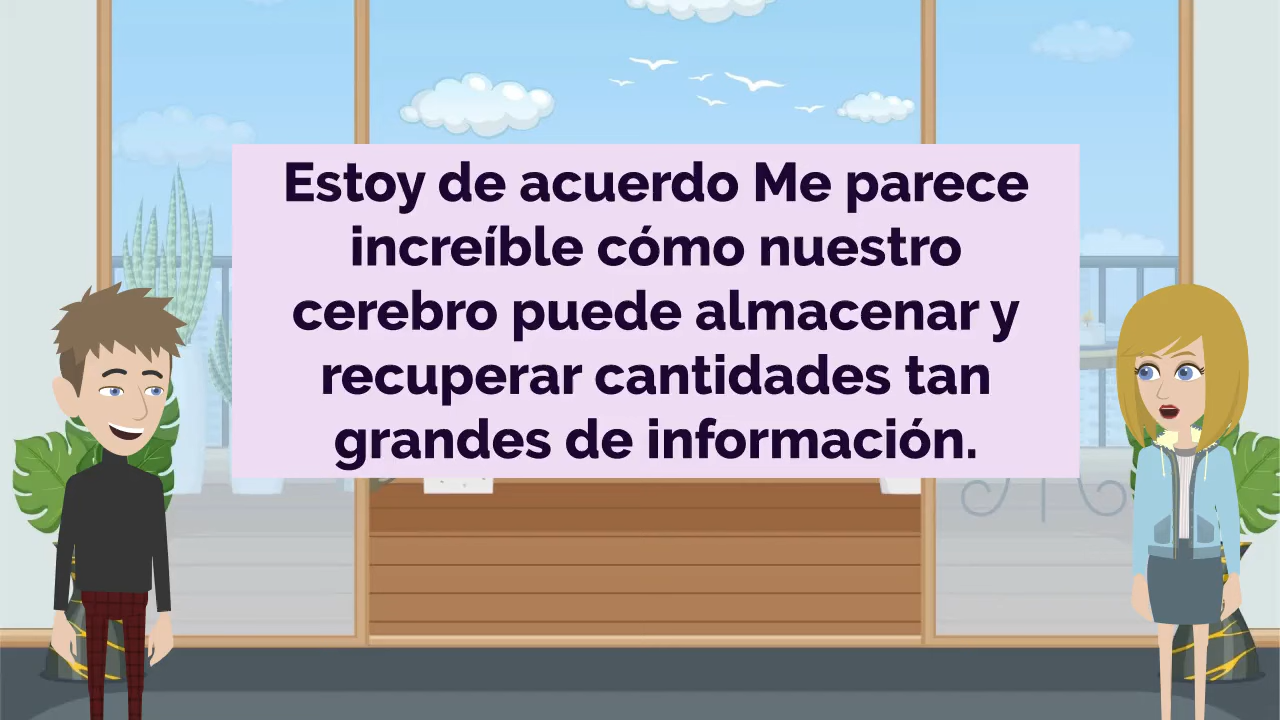 Estoy de acuerdo Me parece
increíble cómo nuestro
cerebro puede almacenar y
recuperar cantidades tan
grandes de información.